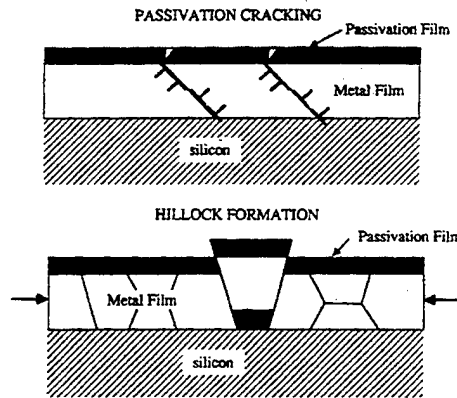 PASSIVATION CRACKING
Passivation Film
Metal Film
silicon
HILLOCK FORMATION
Passivation Film
Metal Film
silicon